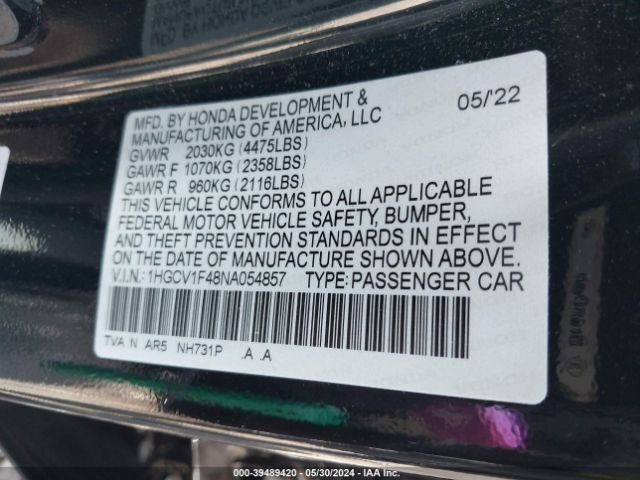 MFD. BY HONDA DEVELOPMENT & 05/'22
MANUFACTURING OF AMERICA, LLC
GVWR 2030KG (4475LBS)
GAWR F 1070KG (2358LBS)
GAWR R 960KG (2116LBS)
THIS VEHICLE CONFORMS TO ALL APPLICABLE
FEDERAL MOTOR VEHICLE SAFETY, BUMPER,
AND THEFT PREVENTION STANDARDS IN EFFECT
ON THE DATE OF MANUFACTURE SHOWN ABOVE.
V.I.N.: 1HGCV1F48NA054857 TYPE: PASSENGER CAR
TVA N AR5 NH731P .A .A
000-39489420 - 05/30/2024 - IAA Inc.